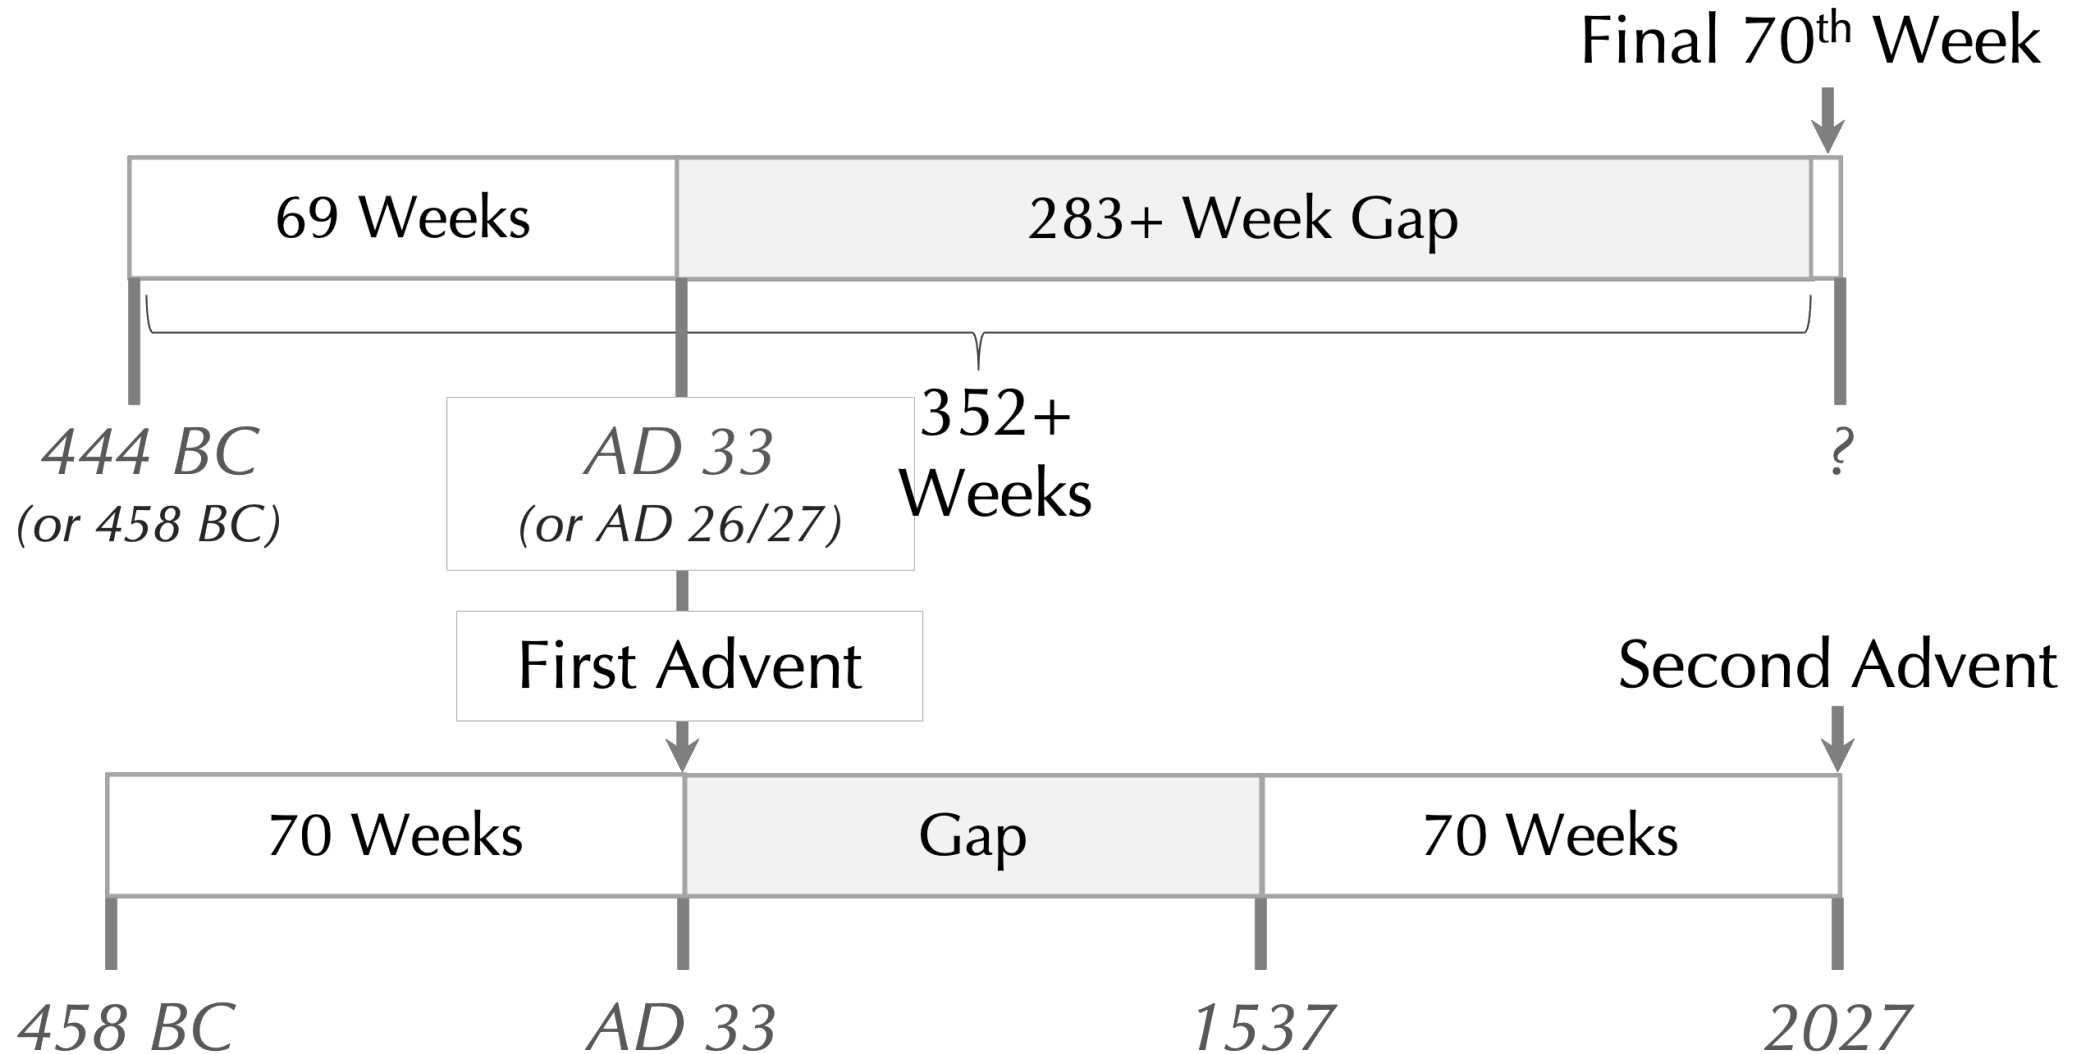 Final 70th Week
69 Weeks
283+ Week Gap
352+
Weeks
444 BC
(or 458 BC)
AD 33
(or AD 26/27)
?
First Advent
Second Advent
70 Weeks
Gap
70 Weeks
458 BC
AD 33
1537
2027